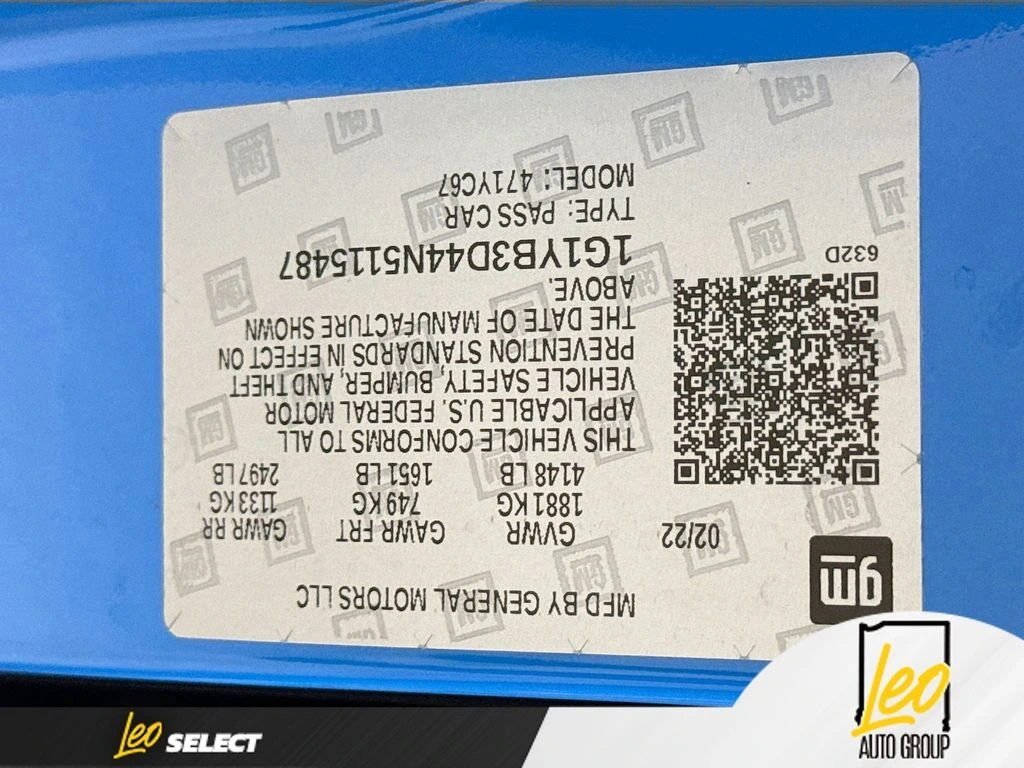 gm
MFD BY GENERAL MOTORS LLC
02/22 GVWR GAWR FRT GAWR RR
1881 KG 749 KG 1133 KG
4148 LB 1651 LB 2497 LB
THIS VEHICLE CONFORMS TO ALL
APPLICABLE U.S. FEDERAL MOTOR
VEHICLE SAFETY, BUMPER, AND THEFT
PREVENTION STANDARDS IN EFFECT ON
THE DATE OF MANUFACTURE SHOWN
ABOVE.
1G1YB3D44N5115487
TYPE: PASS CAR
MODEL: 471YC67
632D
Leo SELECT
Leo
AUTO GROUP